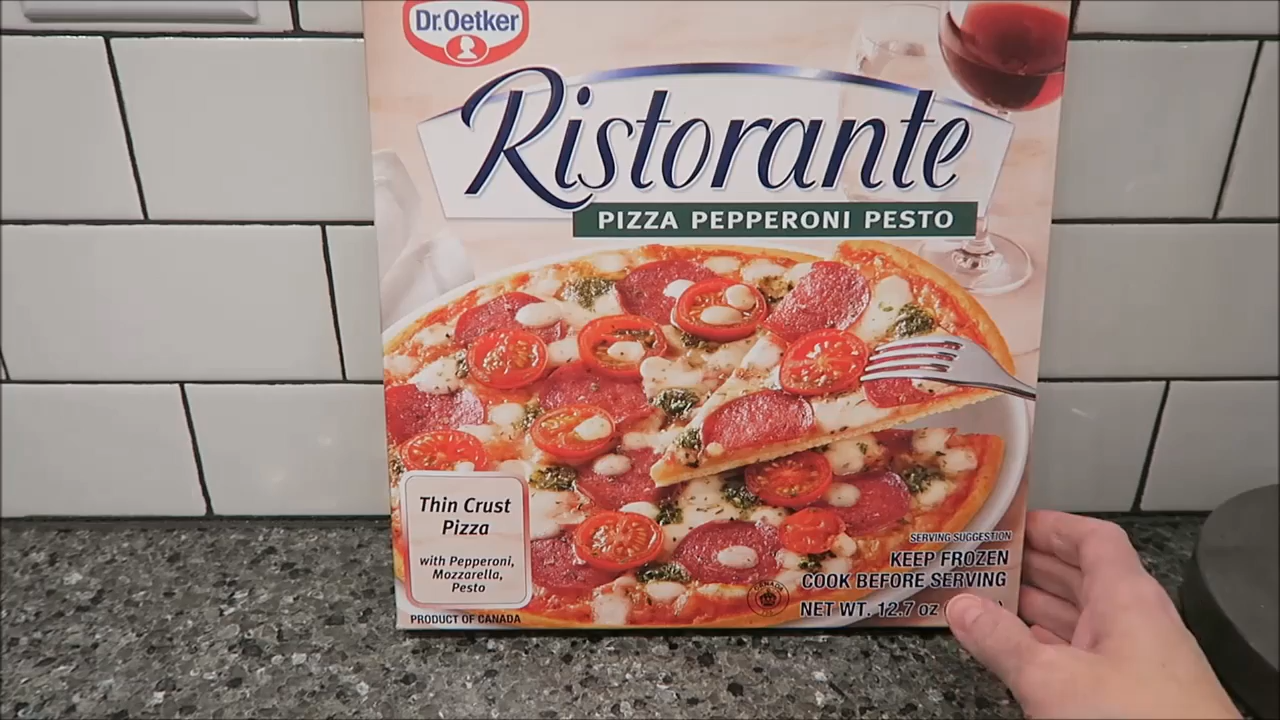 Dr. Oetker
Ristorante
PIZZA PEPPERONI PESTO
Thin Crust
Pizza
with Pepperoni,
Mozzarella,
Pesto
SERVING SUGGESTION
KEEP FROZEN
COOK BEFORE SERVING
NET WT. 12.7 oz
PRODUCT OF CANADA
CANADA